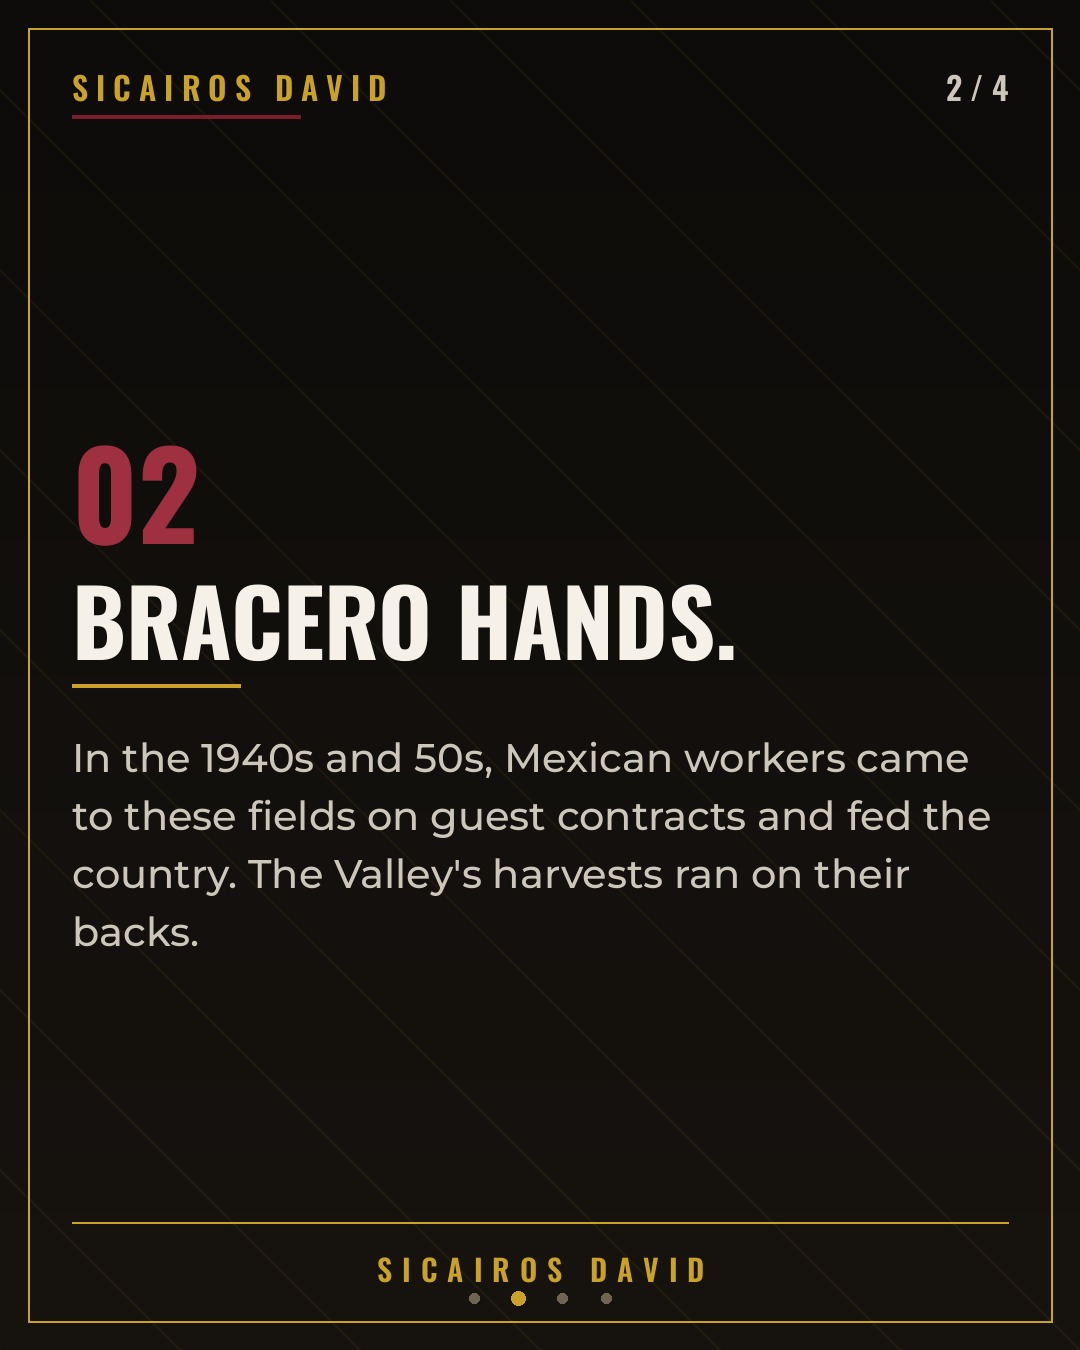 SICAIROS DAVID
2 / 4
02
BRACERO HANDS.
In the 1940s and 50s, Mexican workers came
to these fields on guest contracts and fed the
country. The Valley's harvests ran on their
backs.
SICAIROS DAVID